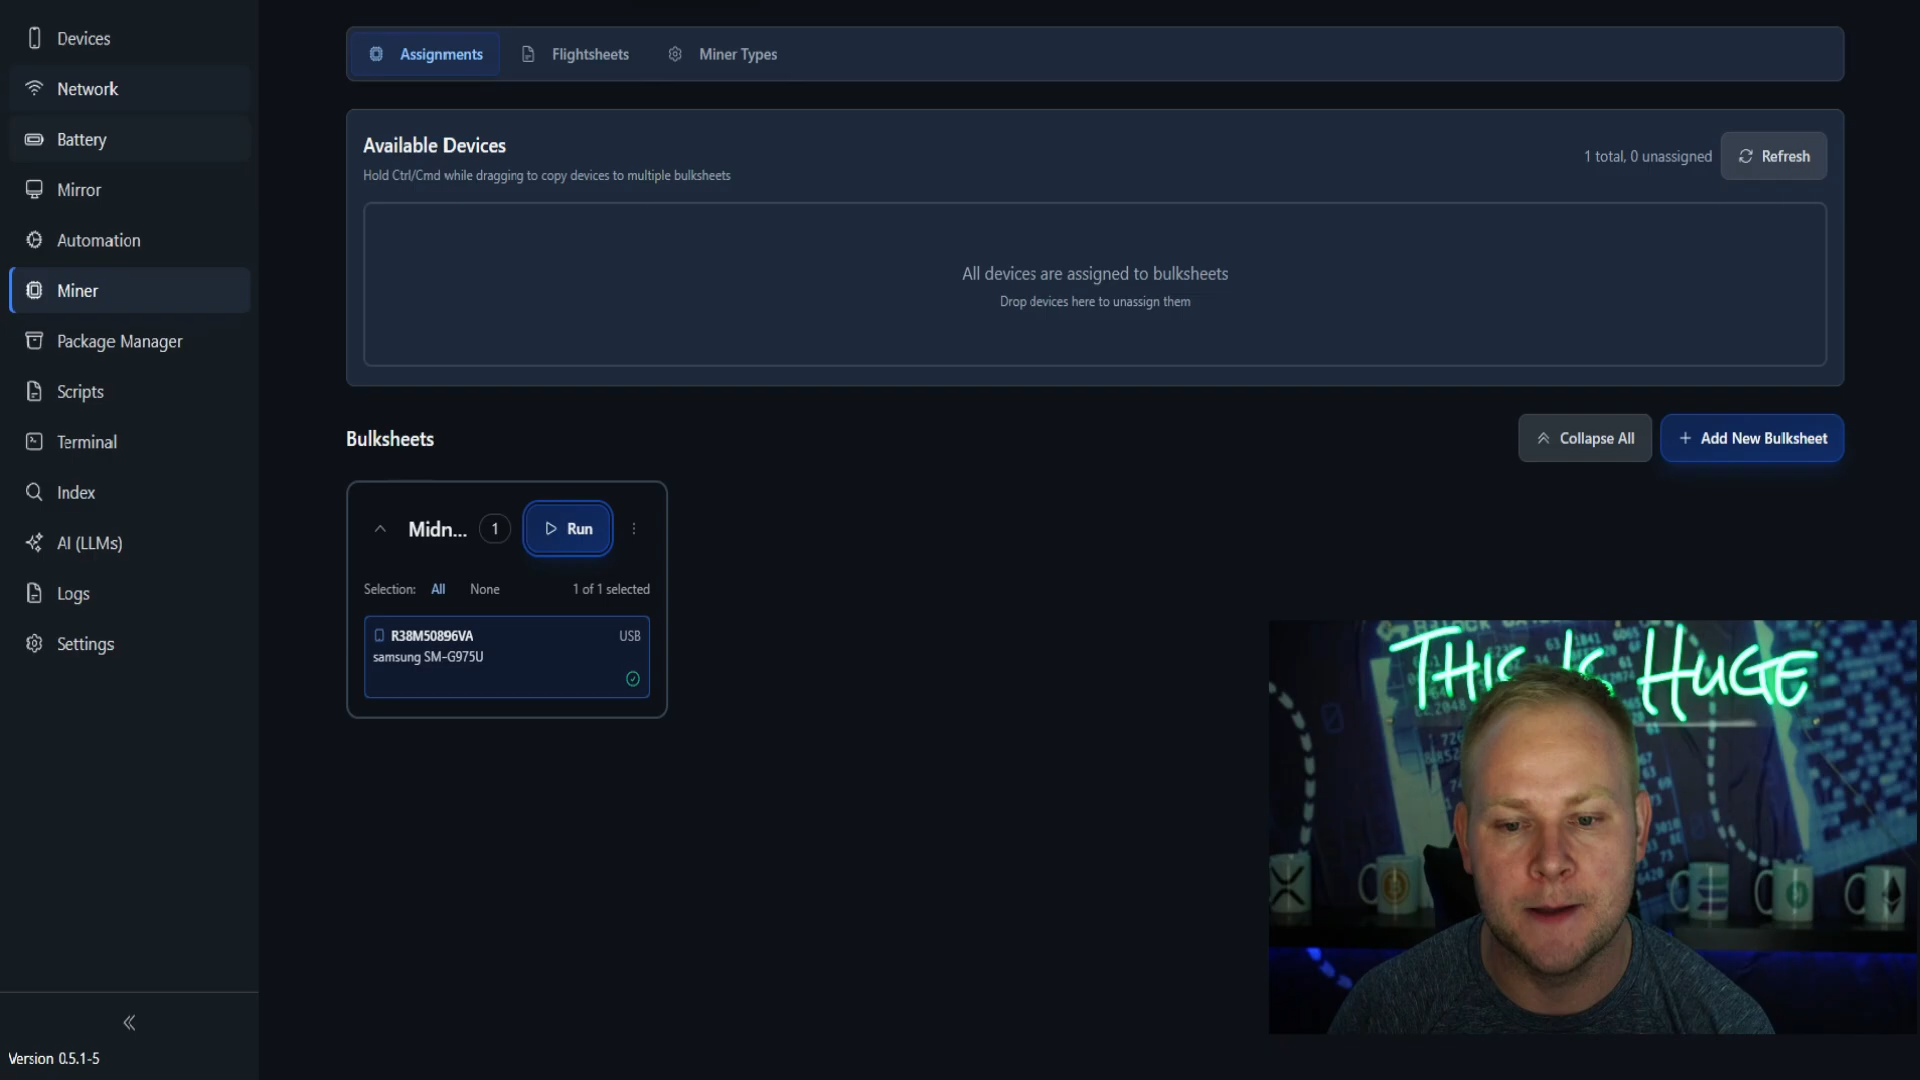 Devices
Network
Battery
Mirror
Automation
Miner
Package Manager
Scripts
Terminal
Index
AI (LLMs)
Logs
Settings
Version 0.5.1-5
Assignments
Flightsheets
Miner Types
Available Devices
Hold Ctrl/Cmd while dragging to copy devices to multiple bulksheets
1 total, 0 unassigned
Refresh
All devices are assigned to bulksheets
Drop devices here to unassign them
Bulksheets
Collapse All
+ Add New Bulksheet
Midn...
1
Run
Selection:
All
None
1 of 1 selected
R38M50896VA
USB
samsung SM-G975U
THIS IS HUGE